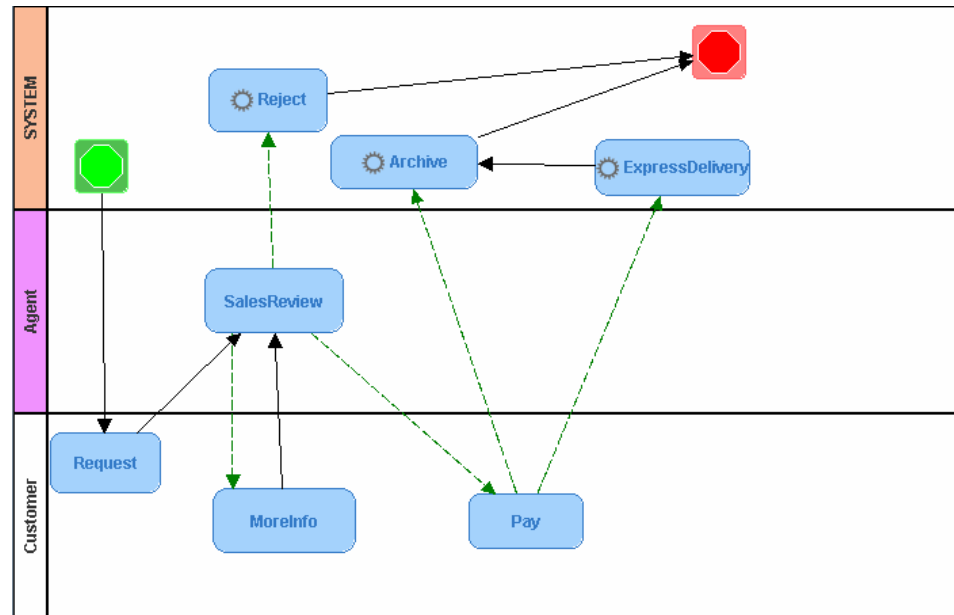 SYSTEM
Reject
Archive
ExpressDelivery
Agent
SalesReview
Customer
Request
MoreInfo
Pay